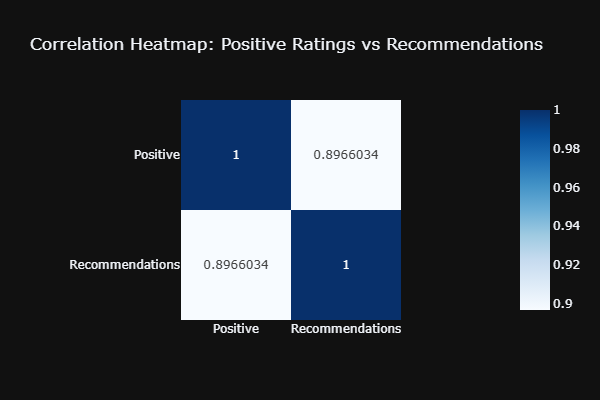 Correlation Heatmap: Positive Ratings vs Recommendations
Positive
1
0.8966034
Recommendations
0.8966034
1
Positive
Recommendations
1
0.98
0.96
0.94
0.92
0.9